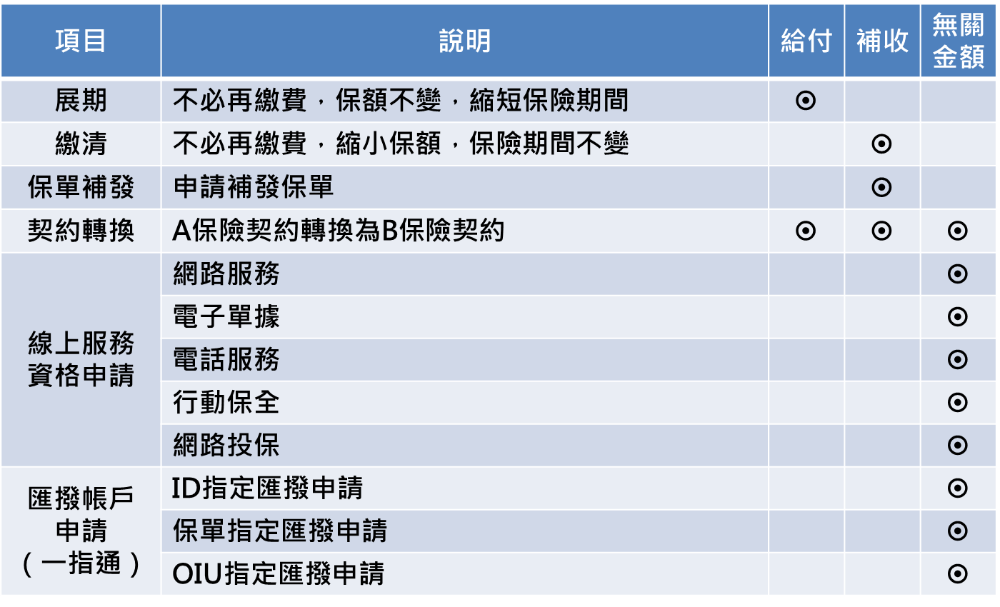 項目 說明 給付 補收 無關
金額
展期 不必再繳費，保額不變，縮短保險期間 ⊙
繳清 不必再繳費，縮小保額，保險期間不變 ⊙
保單補發 申請補發保單 ⊙
契約轉換 A保險契約轉換為B保險契約 ⊙ ⊙ ⊙
線上服務
資格申請
網路服務 ⊙
電子單據 ⊙
電話服務 ⊙
行動保全 ⊙
網路投保 ⊙
匯撥帳戶
申請
（一指通）
ID指定匯撥申請 ⊙
保單指定匯撥申請 ⊙
OIU指定匯撥申請 ⊙